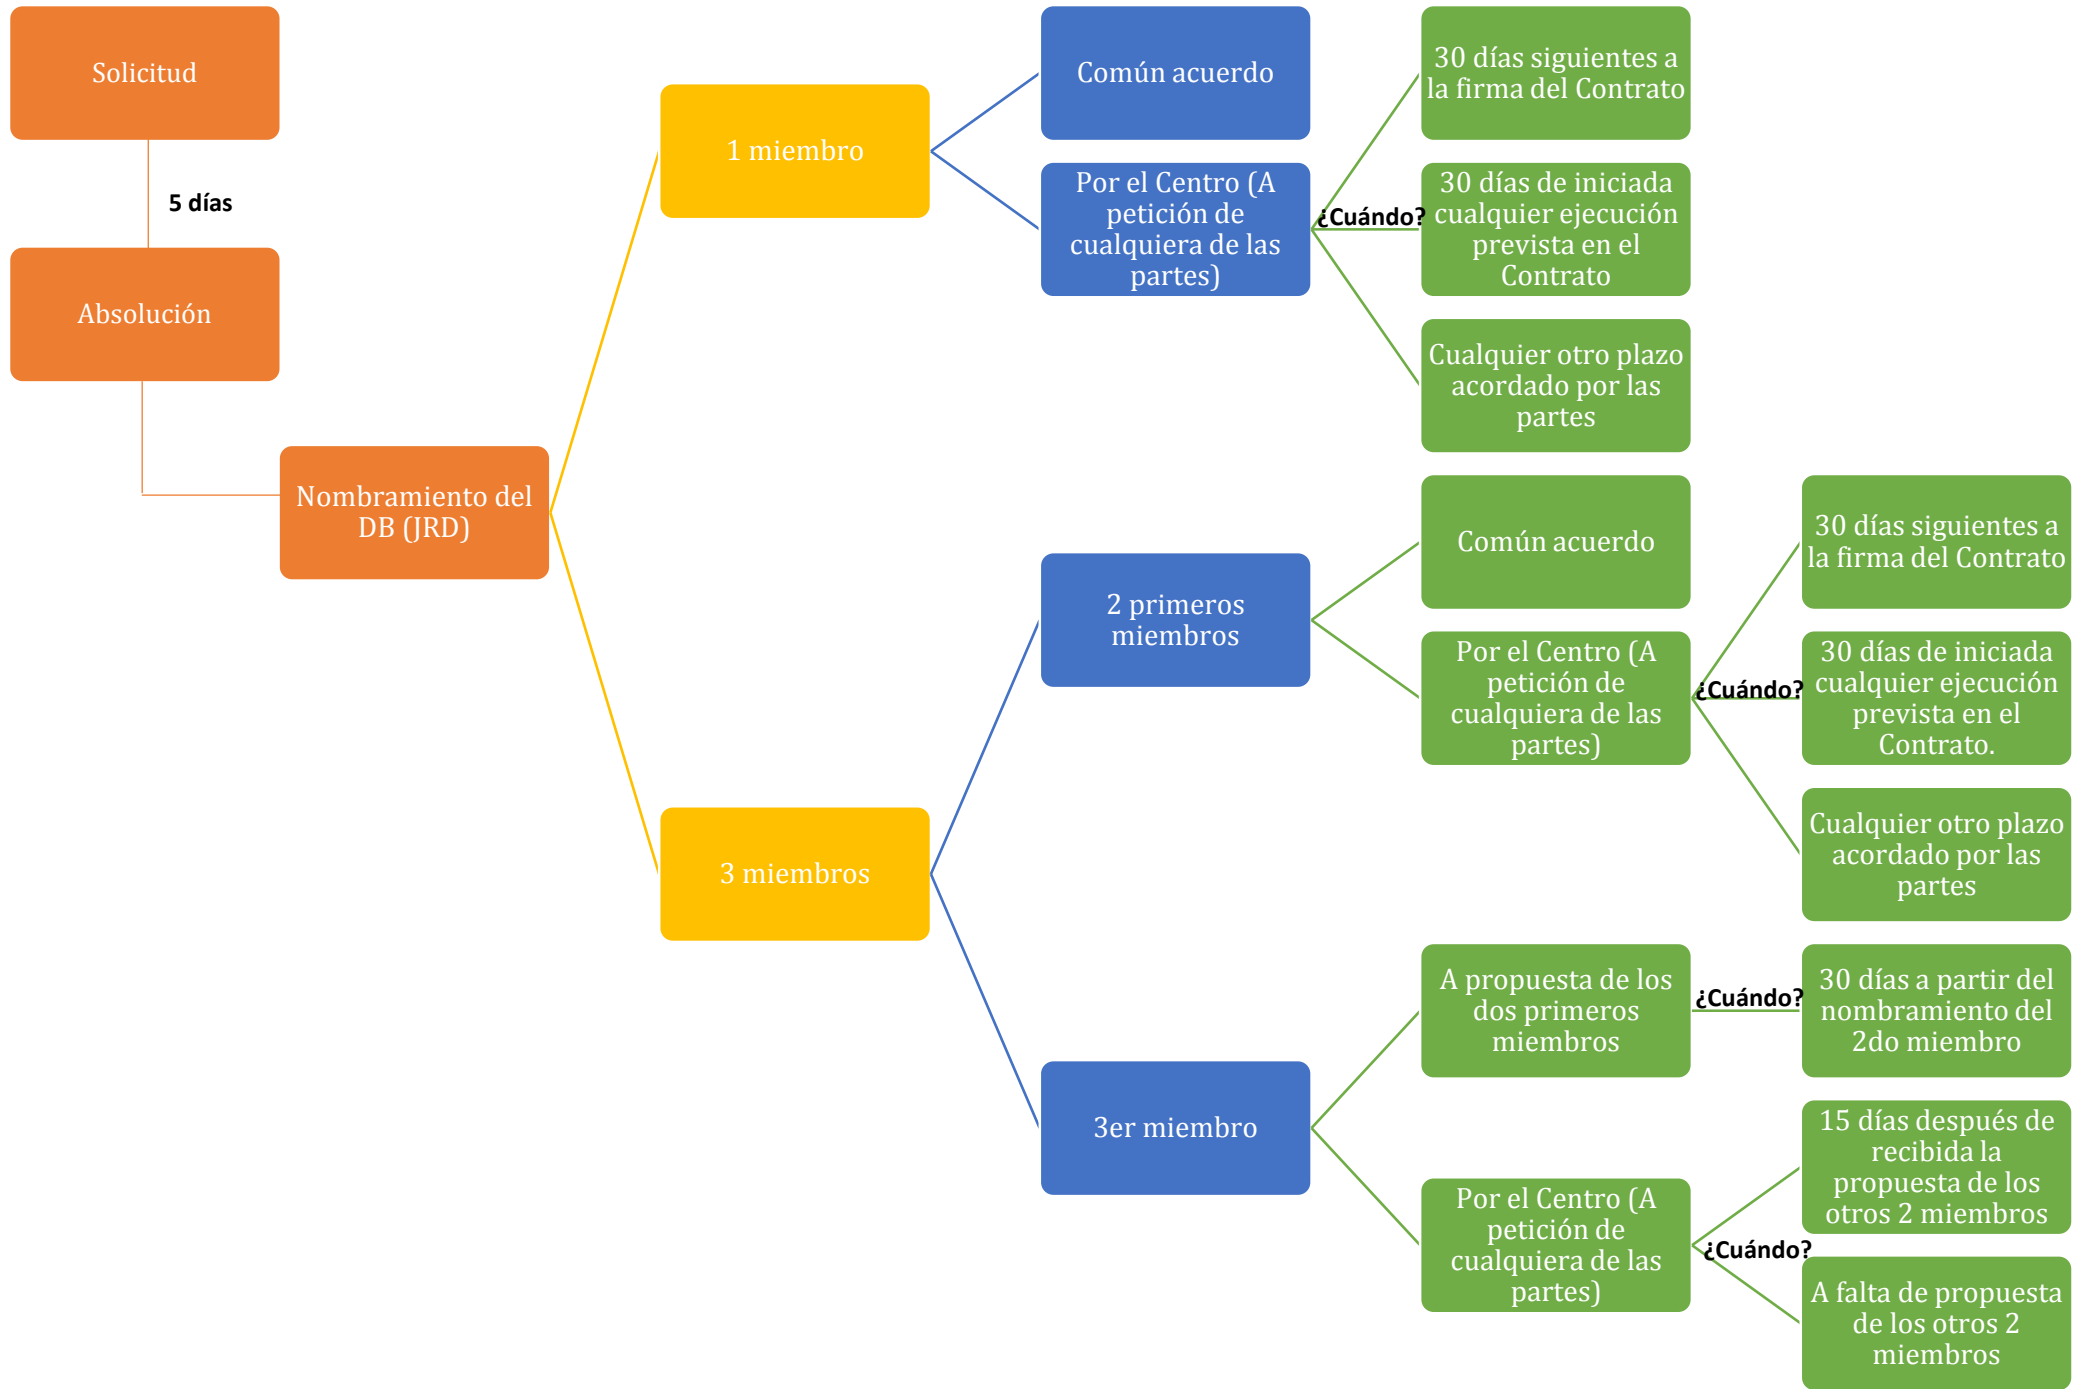 Solicitud
5 días
Absolución
Nombramiento del
DB (JRD)
1 miembro
Común acuerdo
Por el Centro (A
petición de
cualquiera de las
partes)
¿Cuándo?
30 días siguientes a
la firma del Contrato
30 días de iniciada
cualquier ejecución
prevista en el
Contrato
Cualquier otro plazo
acordado por las
partes
3 miembros
2 primeros
miembros
Común acuerdo
Por el Centro (A
petición de
cualquiera de las
partes)
¿Cuándo?
30 días siguientes a
la firma del Contrato
30 días de iniciada
cualquier ejecución
prevista en el
Contrato.
Cualquier otro plazo
acordado por las
partes
3er miembro
A propuesta de los
dos primeros
miembros
¿Cuándo?
30 días a partir del
nombramiento del
2do miembro
Por el Centro (A
petición de
cualquiera de las
partes)
¿Cuándo?
15 días después de
recibida la
propuesta de los
otros 2 miembros
A falta de propuesta
de los otros 2
miembros